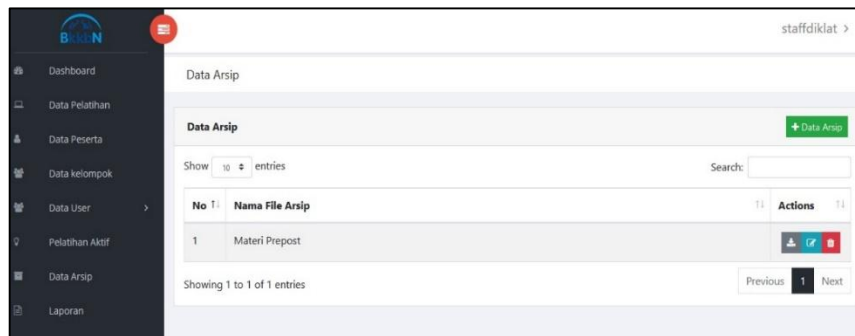 BkkbN
staffdiklat >
Dashboard
Data Pelatihan
Data Peserta
Data kelompok
Data User >
Pelatihan Aktif
Data Arsip
Laporan
Data Arsip
Data Arsip
+ Data Arsip
Show 10 entries
Search:
No Nama File Arsip Actions
1 Materi Prepost
Showing 1 to 1 of 1 entries
Previous 1 Next